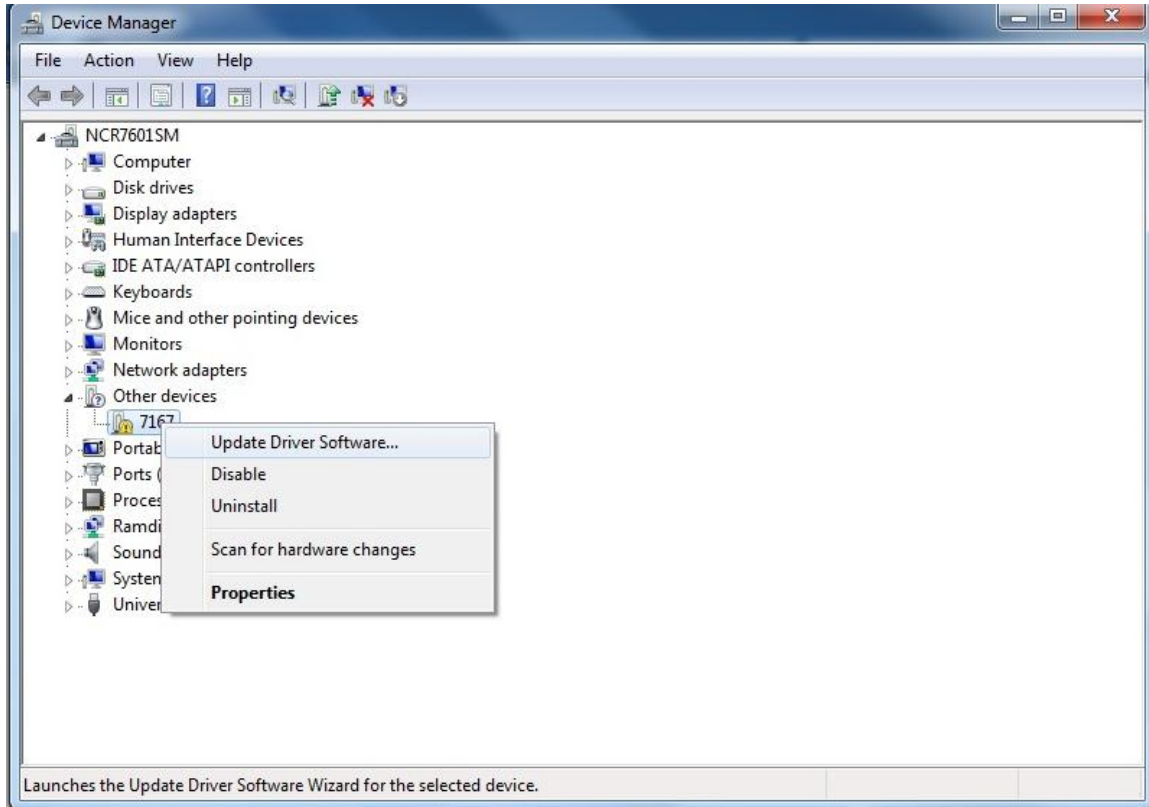 Device Manager
File Action View Help
NCR7601SM
Computer
Disk drives
Display adapters
Human Interface Devices
IDE ATA/ATAPI controllers
Keyboards
Mice and other pointing devices
Monitors
Network adapters
Other devices
7167
Portab
Ports (
Proces
Ramdi
Sound
System
Univer
Update Driver Software...
Disable
Uninstall
Scan for hardware changes
Properties
Launches the Update Driver Software Wizard for the selected device.